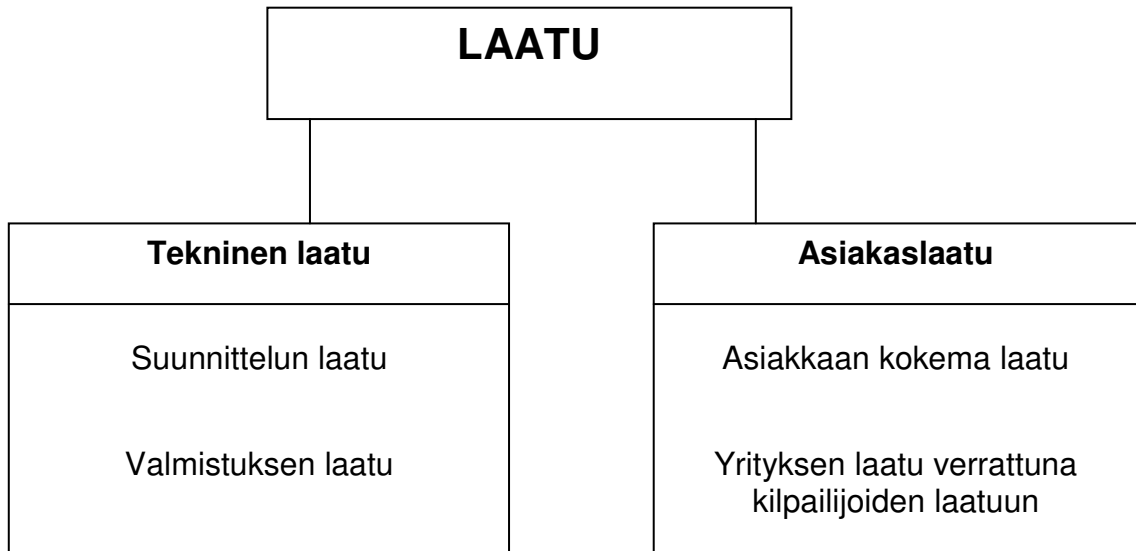 LAATU
Tekninen laatu
Suunnittelun laatu
Valmistuksen laatu
Asiakaslaatu
Asiakkaan kokema laatu
Yrityksen laatu verrattuna
kilpailijoiden laatuun